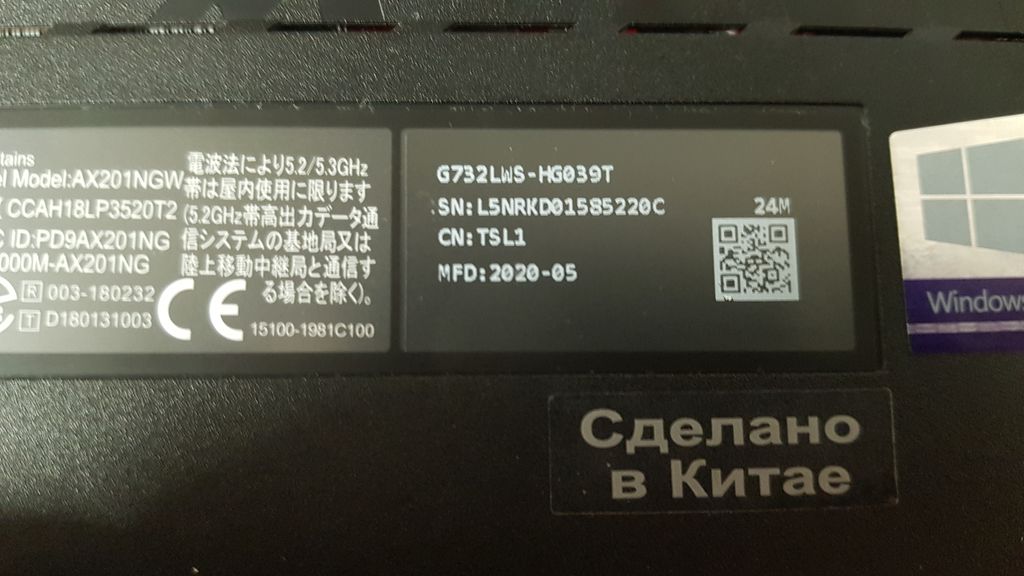 tains
el Model:AX201NGW
CCAH18LP3520T2
ID:PD9AX201NG
000M-AX201NG
R 003-180232
T D180131003
電波法により5.2/5.3GHz
帯は屋内使用に限ります
(5.2GHz帯高出力データ通
信システムの基地局又は
陸上移動中継局と通信す
る場合を除く)。
CE
15100-1981C100
G732LWS-HG039T
SN:L5NRKD01585220C
CN:TSL1
MFD:2020-05
24M
Windows
Сделано
в Китае